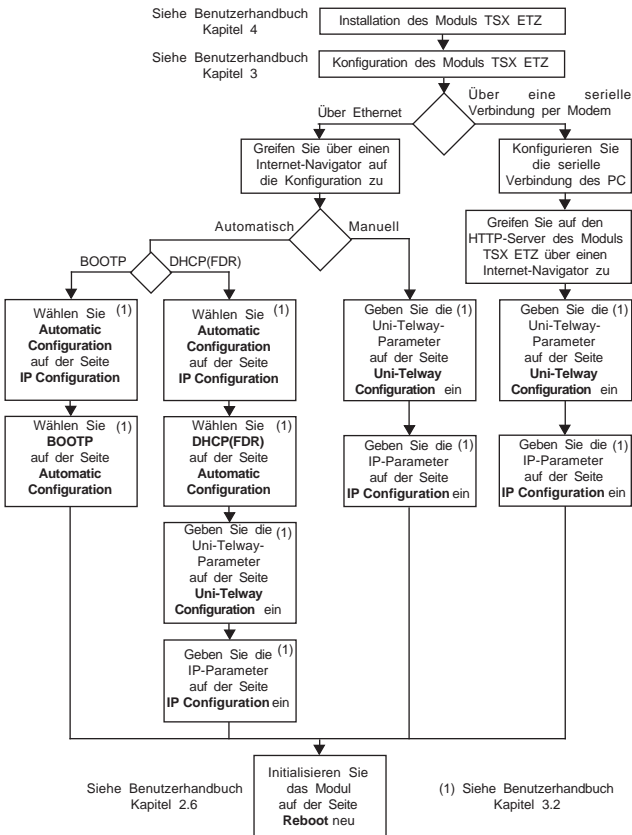 Siehe Benutzerhandbuch
Kapitel 4
Installation des Moduls TSX ETZ
Siehe Benutzerhandbuch
Kapitel 3
Konfiguration des Moduls TSX ETZ
Über Ethernet
Über eine serielle
Verbindung per Modem
Greifen Sie über einen
Internet-Navigator auf
die Konfiguration zu
Konfigurieren Sie
die serielle
Verbindung des PC
Automatisch
Manuell
Greifen Sie auf den
HTTP-Server des Moduls
TSX ETZ über einen
Internet-Navigator zu
BOOTP
DHCP(FDR)
Wählen Sie (1)
Automatic
Configuration
auf der Seite
IP Configuration
Wählen Sie (1)
Automatic
Configuration
auf der Seite
IP Configuration
Geben Sie die (1)
Uni-Telway-
Parameter
auf der Seite
Uni-Telway
Configuration ein
Geben Sie die (1)
Uni-Telway-
Parameter
auf der Seite
Uni-Telway
Configuration ein
Wählen Sie (1)
BOOTP
auf der Seite
Automatic
Configuration
Wählen Sie (1)
DHCP(FDR)
auf der Seite
Automatic
Configuration
Geben Sie die (1)
IP-Parameter
auf der Seite
IP Configuration ein
Geben Sie die (1)
IP-Parameter
auf der Seite
IP Configuration ein
Geben Sie die (1)
Uni-Telway-
Parameter
auf der Seite
Uni-Telway
Configuration ein
Geben Sie die (1)
IP-Parameter
auf der Seite
IP Configuration ein
Siehe Benutzerhandbuch
Kapitel 2.6
Initialisieren Sie
das Modul
auf der Seite
Reboot neu
(1) Siehe Benutzerhandbuch
Kapitel 3.2